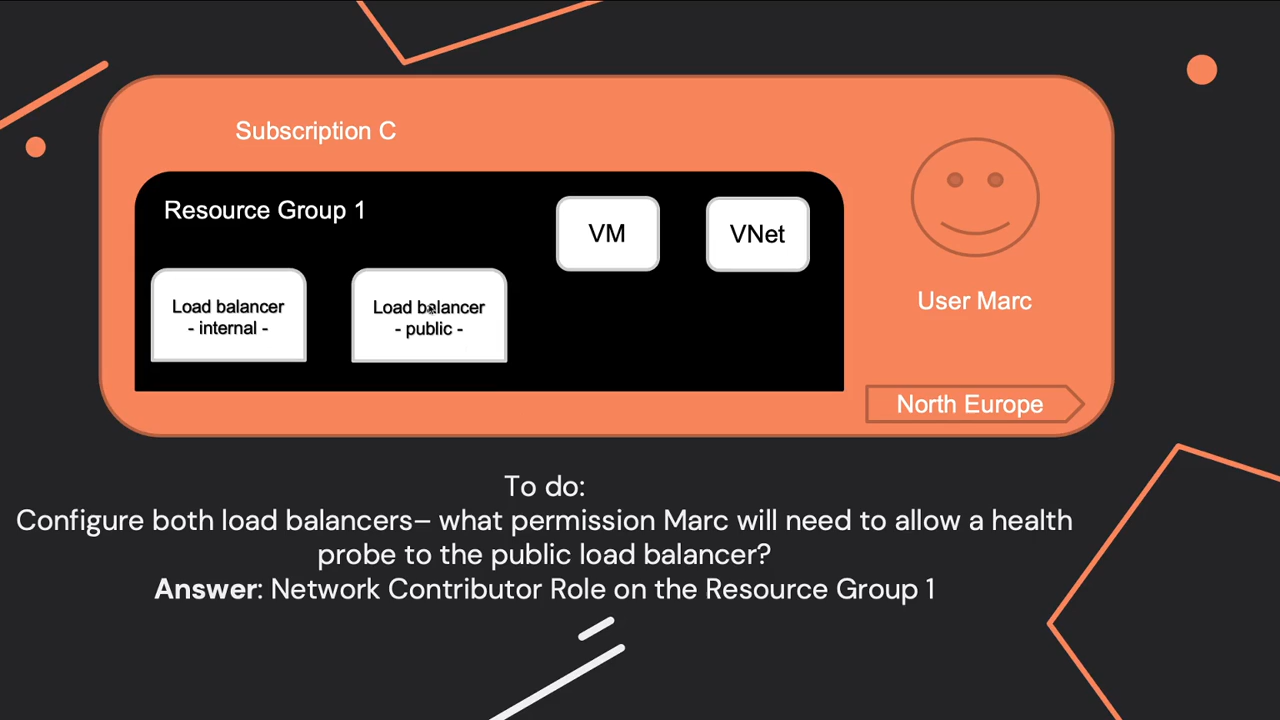 Subscription C
Resource Group 1
VM
VNet
Load balancer
- internal -
Load balancer
- public -
User Marc
North Europe
To do:
Configure both load balancers– what permission Marc will need to allow a health
probe to the public load balancer?
Answer: Network Contributor Role on the Resource Group 1